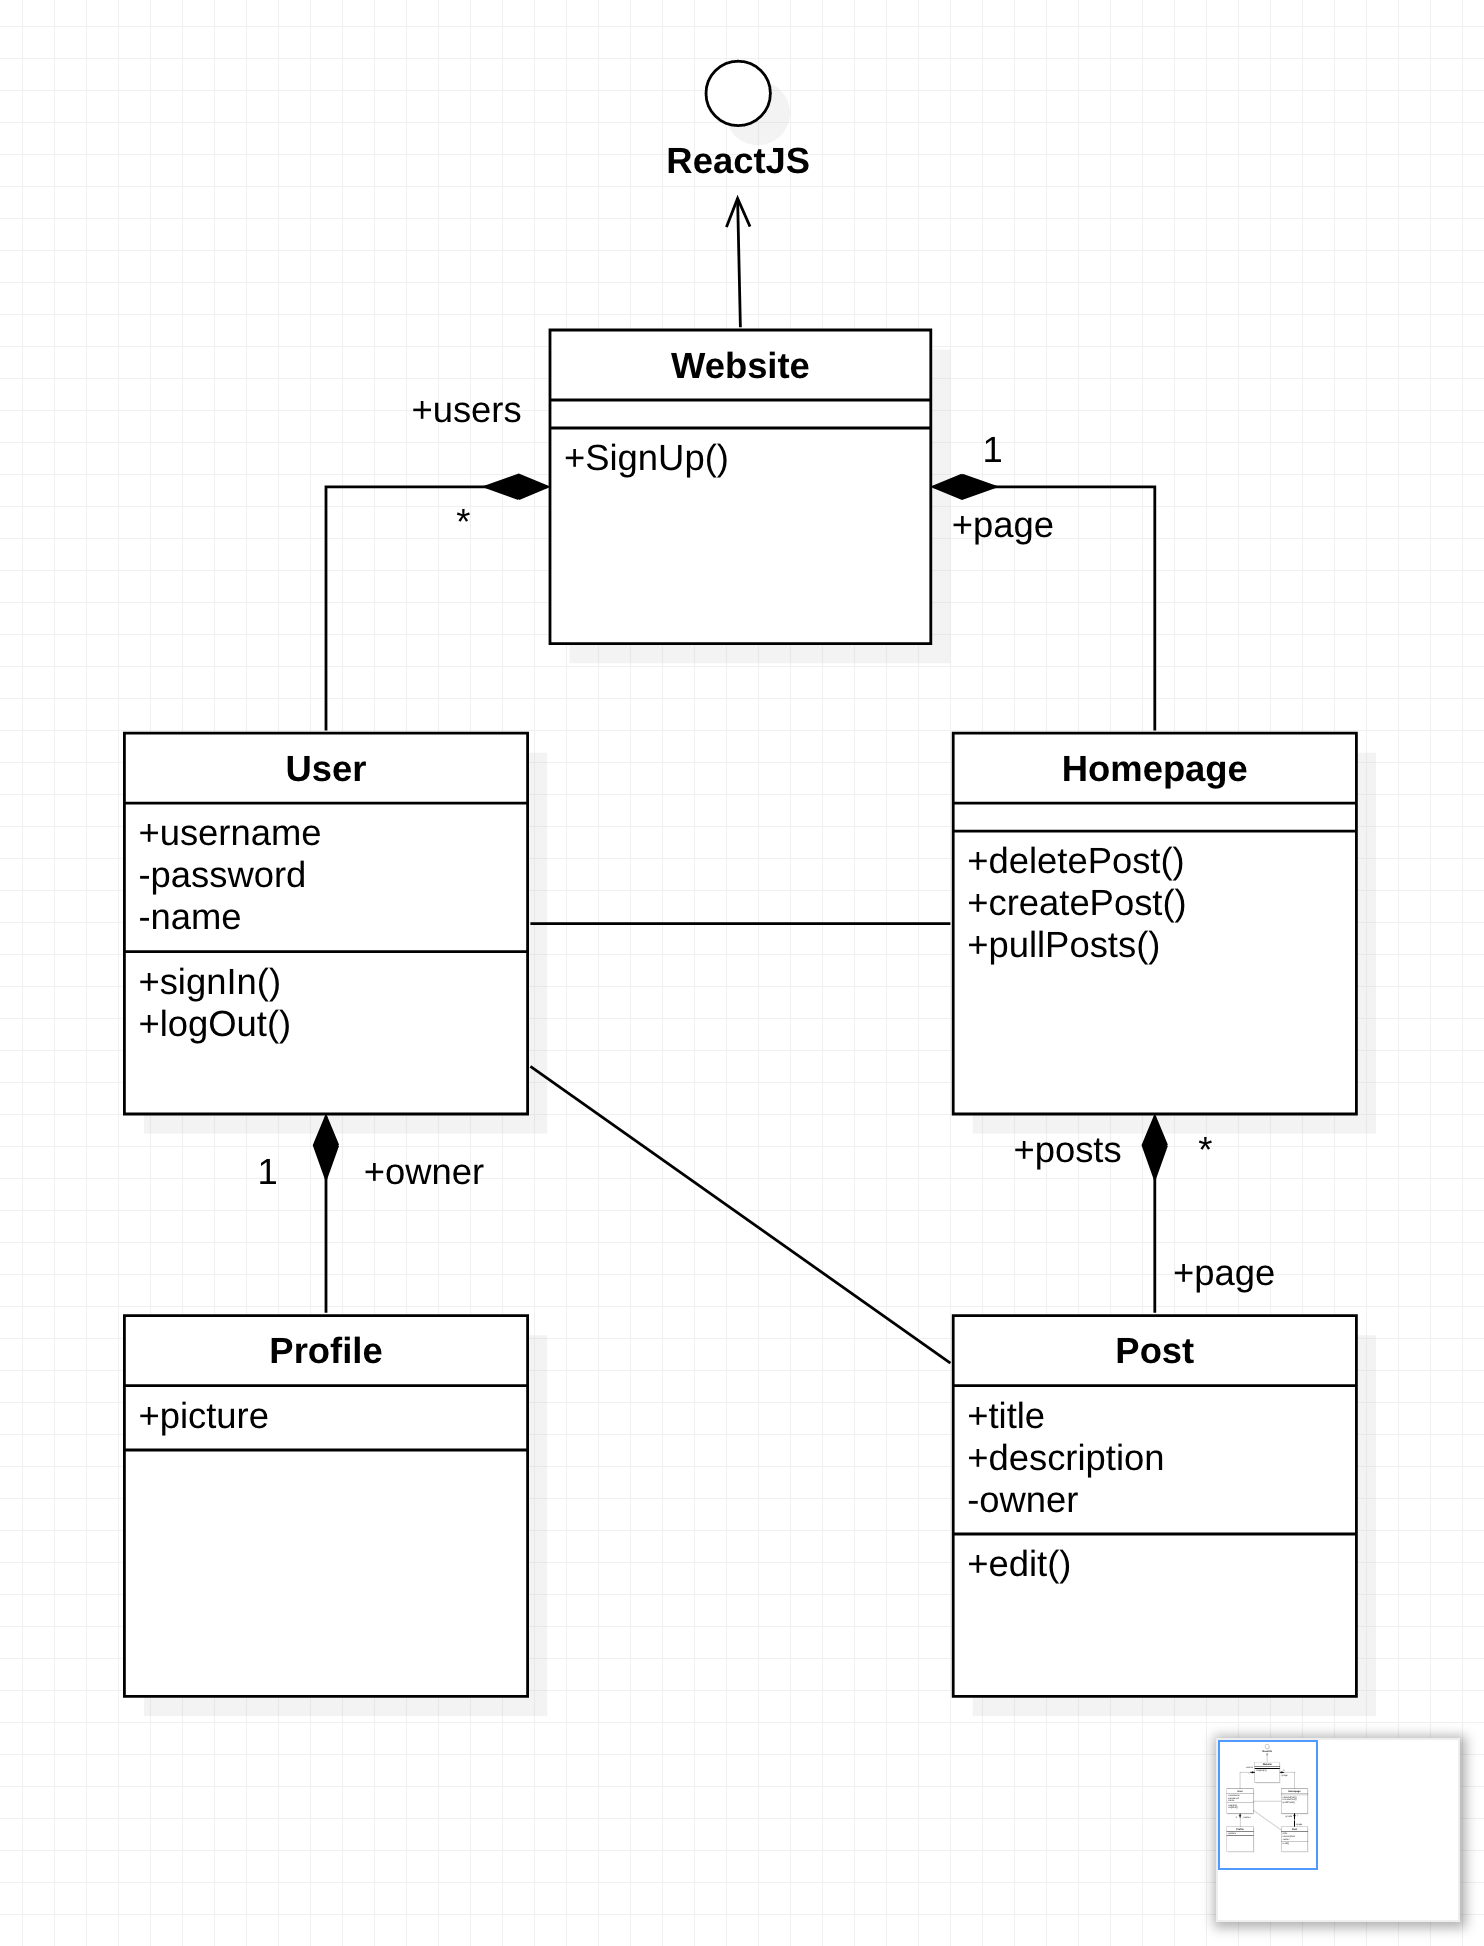 ReactJS
Website
+users
+SignUp()
1
*
+page
User
Homepage
+username
-password
-name
+signIn()
+logOut()
+deletePost()
+createPost()
+pullPosts()
1
+owner
+posts
*
+page
Profile
+picture
Post
+title
+description
-owner
+edit()